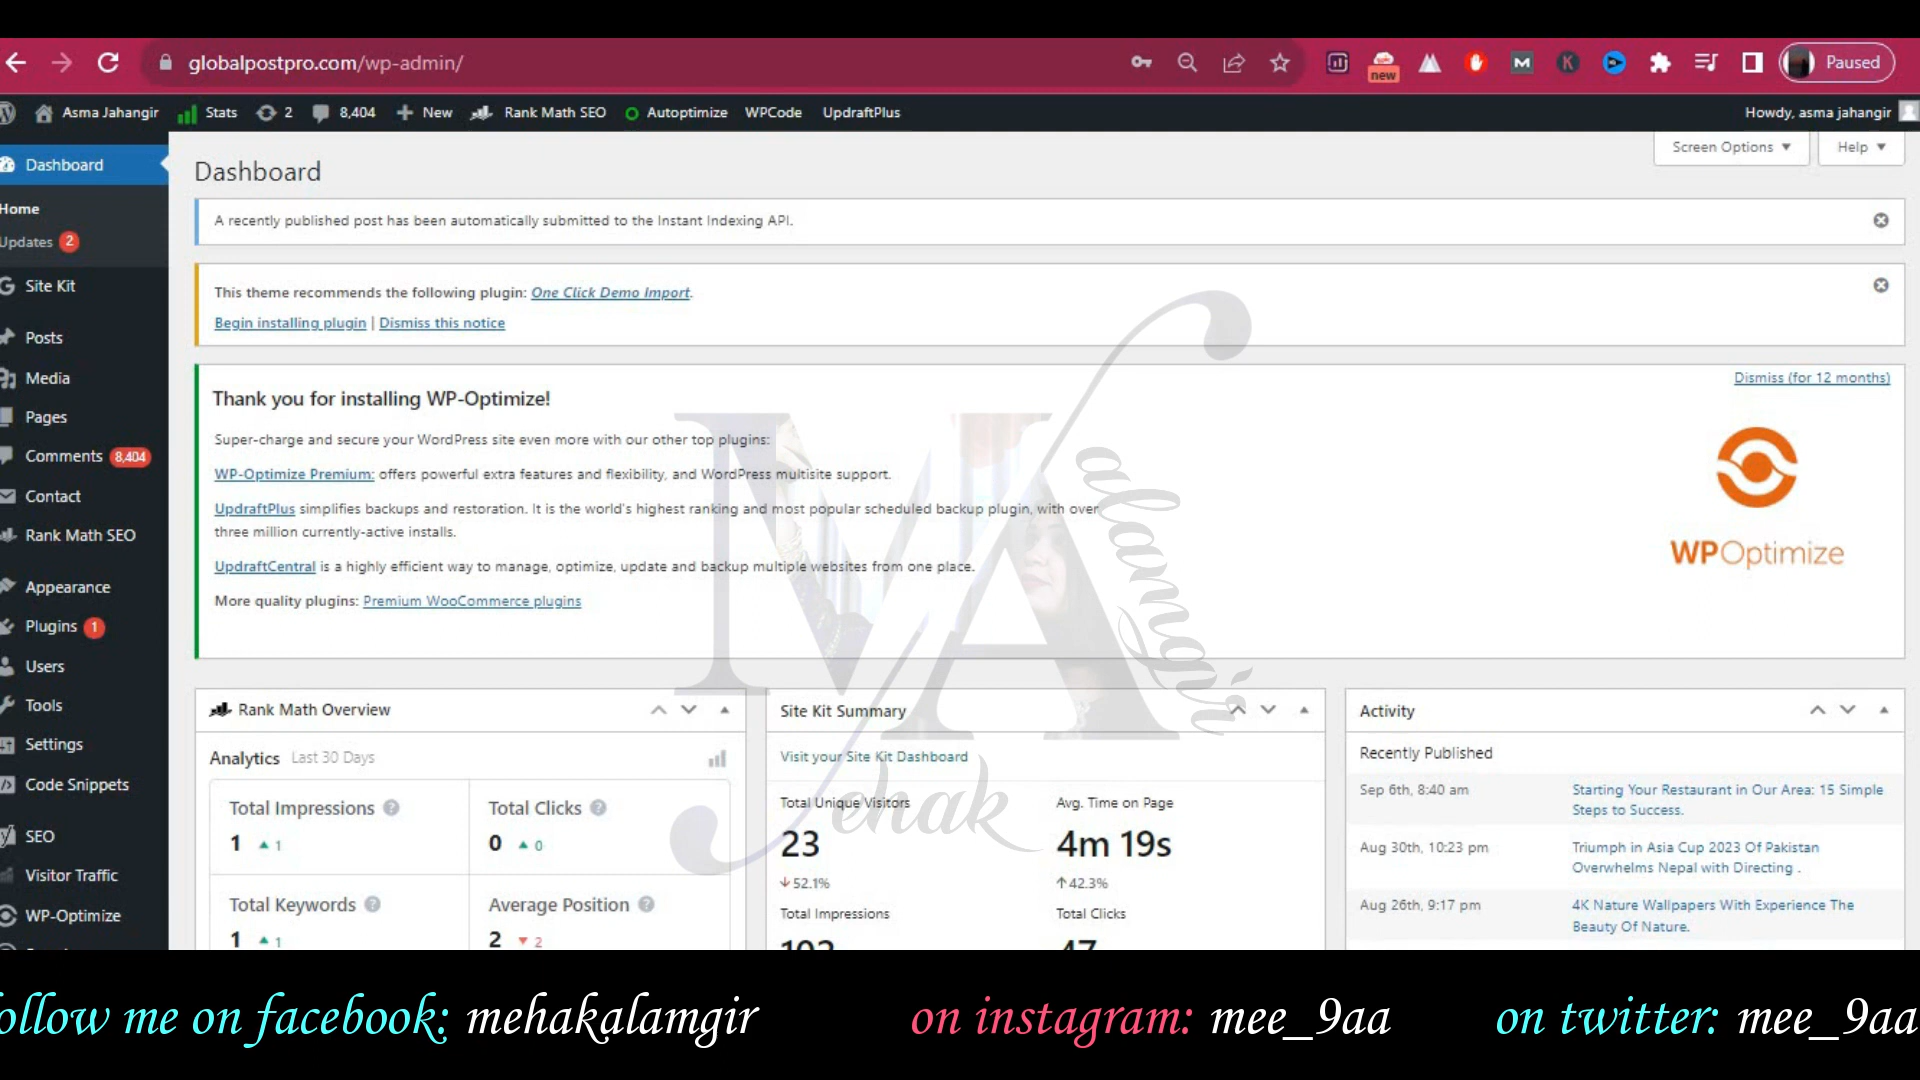 globalpostpro.com/wp-admin/
new
Paused
Asma Jahangir Stats 2 8,404 New Rank Math SEO Autoptimize WPCode UpdraftPlus Howdy, asma jahangir
Screen Options Help
Dashboard
Home
Updates 2
Site Kit
Posts
Media
Pages
Comments 8,404
Contact
Rank Math SEO
Appearance
Plugins 1
Users
Tools
Settings
Code Snippets
SEO
Visitor Traffic
WP-Optimize
Dashboard
A recently published post has been automatically submitted to the Instant Indexing API.
This theme recommends the following plugin: One Click Demo Import.
Begin installing plugin | Dismiss this notice
Dismiss (for 12 months)
Thank you for installing WP-Optimize!
Super-charge and secure your WordPress site even more with our other top plugins:
WP-Optimize Premium: offers powerful extra features and flexibility, and WordPress multisite support.
UpdraftPlus simplifies backups and restoration. It is the world's highest ranking and most popular scheduled backup plugin, with over
three million currently-active installs.
UpdraftCentral is a highly efficient way to manage, optimize, update and backup multiple websites from one place.
More quality plugins: Premium WooCommerce plugins
WPOptimize
MA
alamgir
ehak
Rank Math Overview
Analytics Last 30 Days
Total Impressions
1 1
Total Clicks
0 0
Total Keywords
1 1
Average Position
2 2
Site Kit Summary
Visit your Site Kit Dashboard
Total Unique Visitors
23
52.1%
Avg. Time on Page
4m 19s
42.3%
Total Impressions
Total Clicks
47
Activity
Recently Published
Sep 6th, 8:40 am Starting Your Restaurant in Our Area: 15 Simple
Steps to Success.
Aug 30th, 10:23 pm Triumph in Asia Cup 2023 Of Pakistan
Overwhelms Nepal with Directing .
Aug 26th, 9:17 pm 4K Nature Wallpapers With Experience The
Beauty Of Nature.
ollow me on facebook: mehakalamgir on instagram: mee_9aa on twitter: mee_9aa